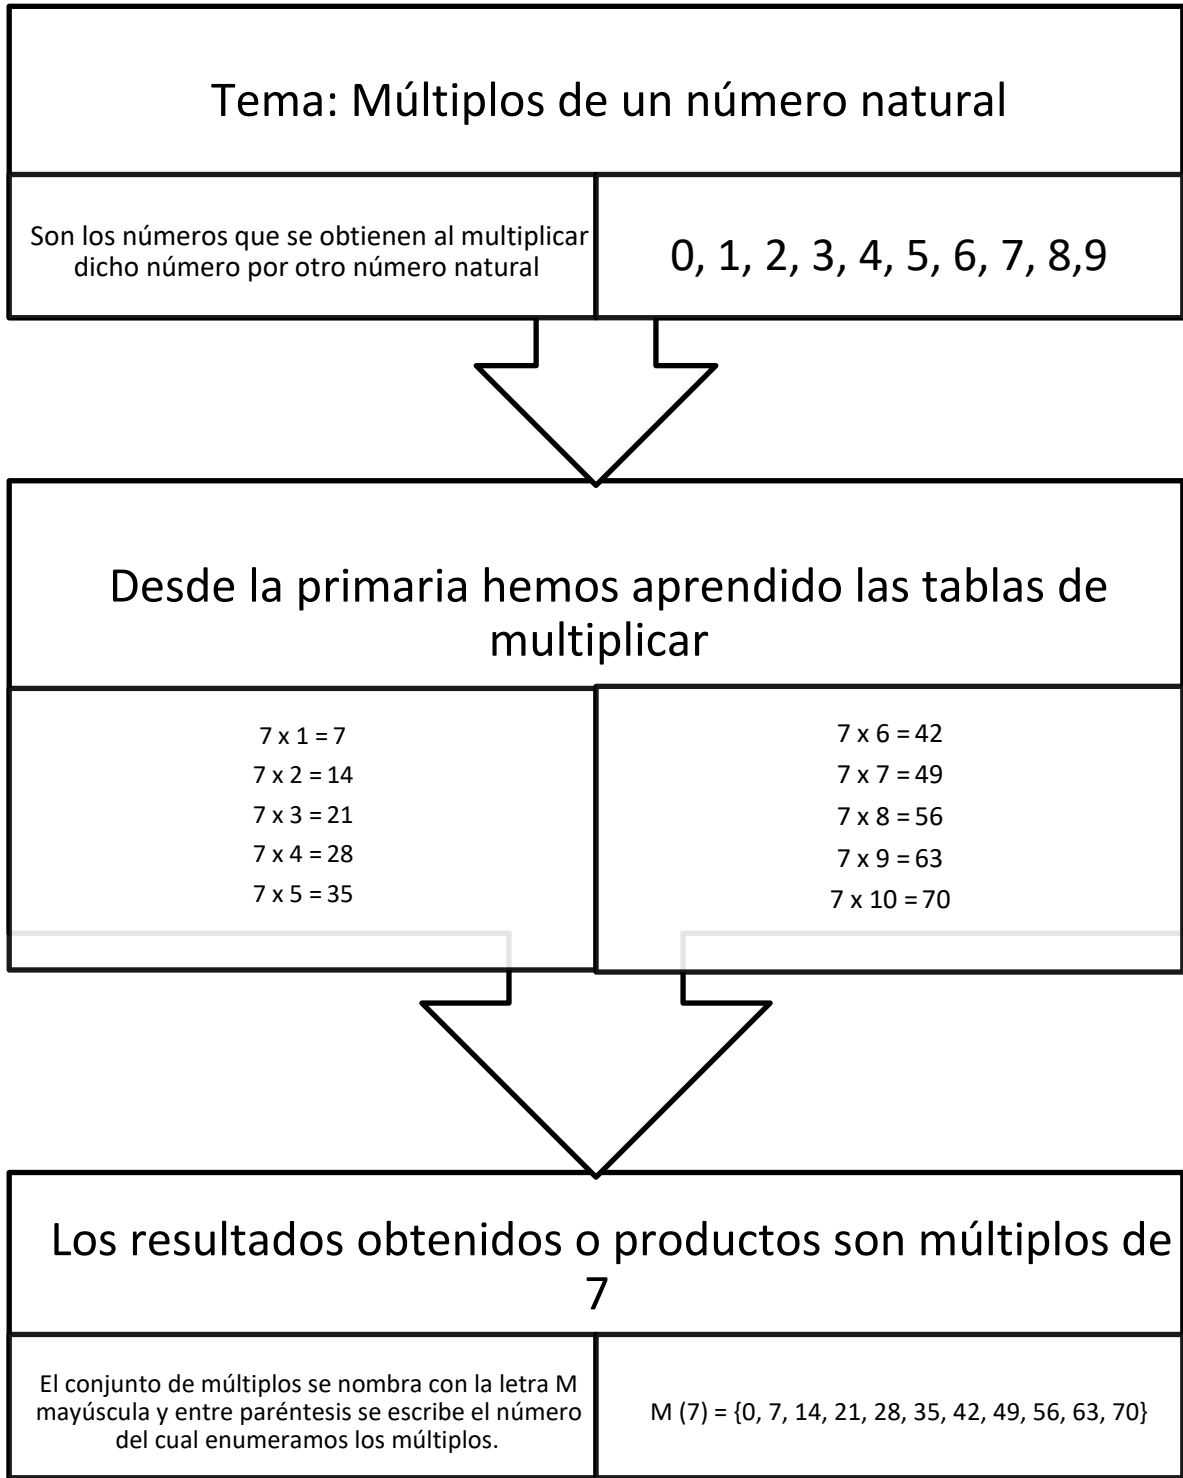 Tema: Múltiplos de un número natural
Son los números que se obtienen al multiplicar
dicho número por otro número natural
0, 1, 2, 3, 4, 5, 6, 7, 8,9
Desde la primaria hemos aprendido las tablas de
multiplicar
7 x 1 = 7
7 x 2 = 14
7 x 3 = 21
7 x 4 = 28
7 x 5 = 35
7 x 6 = 42
7 x 7 = 49
7 x 8 = 56
7 x 9 = 63
7 x 10 = 70
Los resultados obtenidos o productos son múltiplos de
7
El conjunto de múltiplos se nombra con la letra M
mayúscula y entre paréntesis se escribe el número
del cual enumeramos los múltiplos.
M (7) = {0, 7, 14, 21, 28, 35, 42, 49, 56, 63, 70}